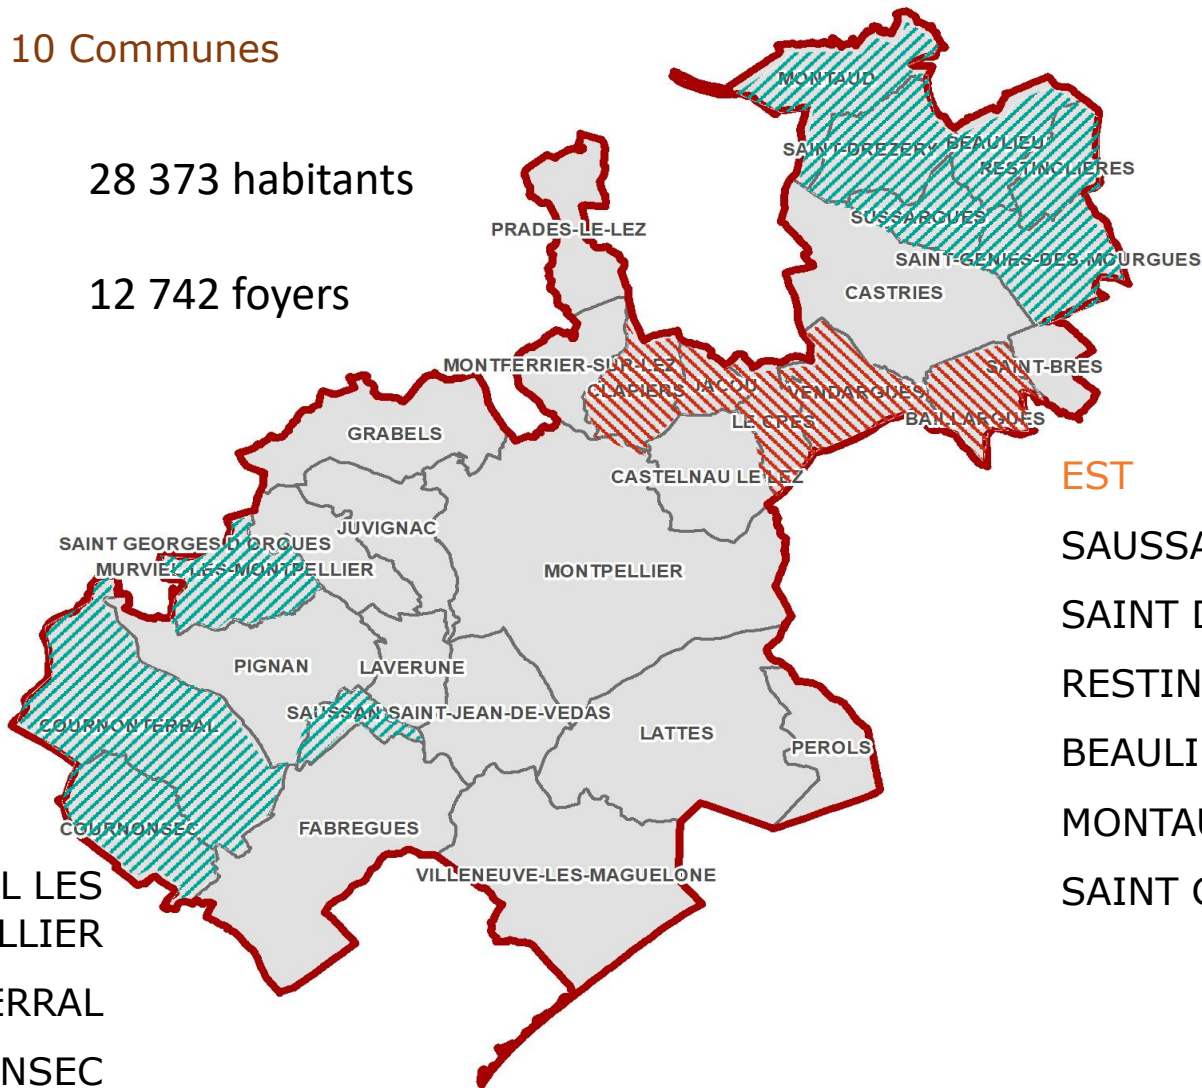 10 Communes
28 373 habitants
12 742 foyers
MONTAUD
SAINT-DREZERY
BEAULIEU
RESTINCLIERES
SUSSARGUES
SAINT-GENIES-DES-MOURGUES
PRADES-LE-LEZ
CASTRIES
MONTFERRIER-SUR-LEZ
SAINT-BRES
CLAPIERS
JACOU
VENDARGUES
LE CRES
BAILLARGUES
GRABELS
CASTELNAU LE LEZ
JUVIGNAC
SAINT GEORGES D ORQUES
MURVIEL-LES-MONTPELLIER
MONTPELLIER
PIGNAN
LAVERUNE
SAUSSAN
SAINT-JEAN-DE-VEDAS
COURNONTERRAL
LATTES
PEROLS
COURNONSEC
FABREGUES
VILLENEUVE-LES-MAGUELONE
L LES
LLIER
ERRAL
NSEC
EST
SAUSSA
SAINT D
RESTIN
BEAULI
MONTAU
SAINT G